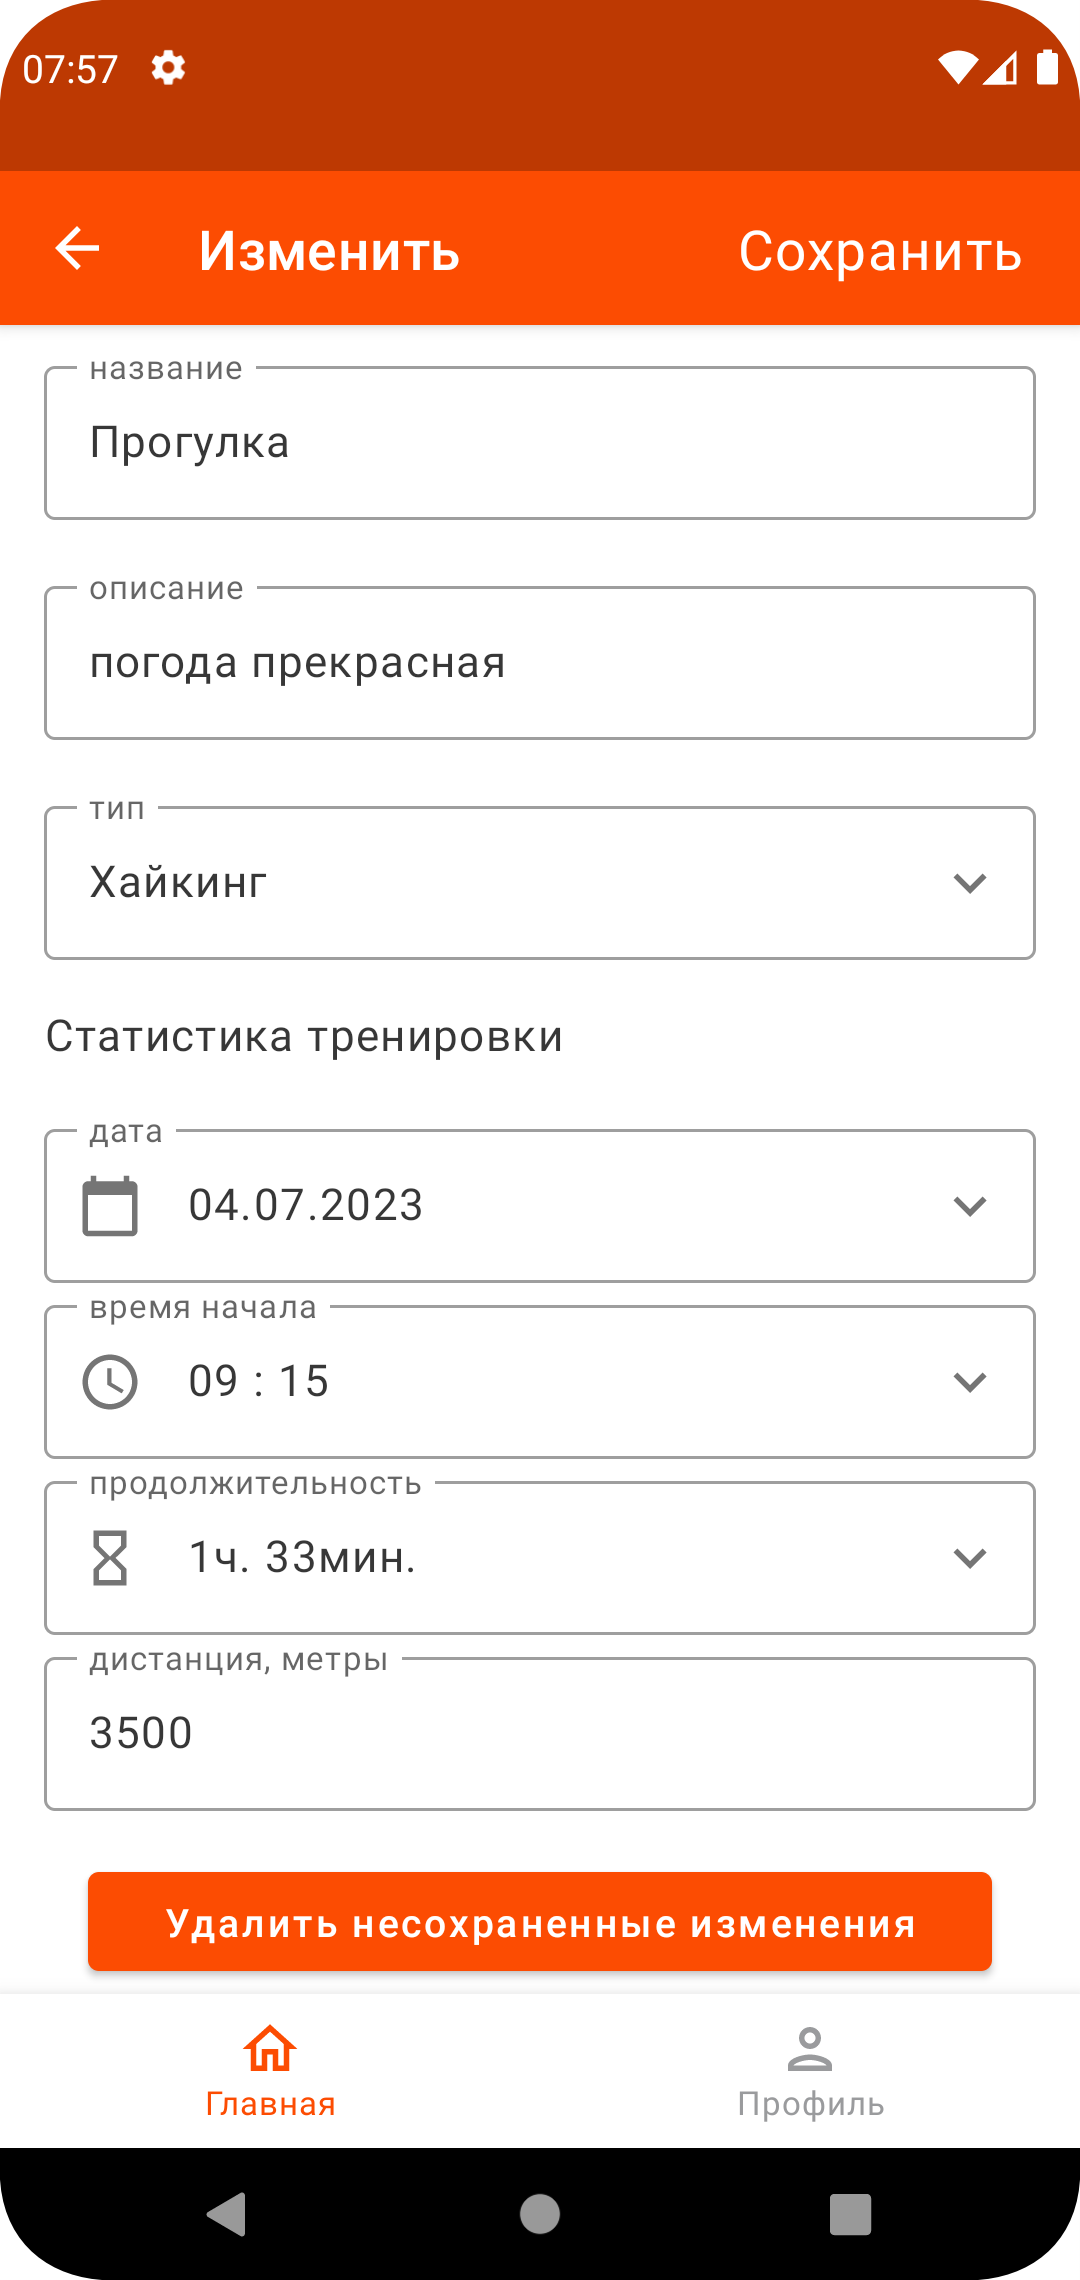 07:57
Изменить Сохранить
название
Прогулка
описание
погода прекрасная
тип
Хайкинг
Статистика тренировки
дата
04.07.2023
время начала
09 : 15
продолжительность
1ч. 33мин.
дистанция, метры
3500
Удалить несохраненные изменения
Главная Профиль